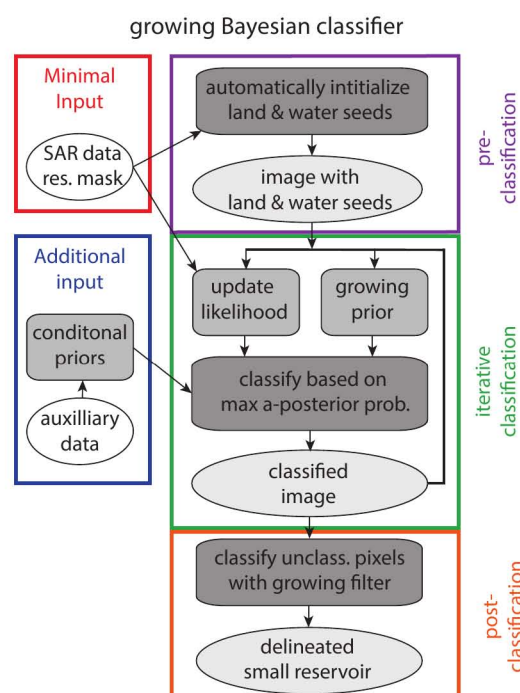 growing Bayesian classifier
Minimal
Input
SAR data
res. mask
automatically intitialize
land & water seeds
image with
land & water seeds
pre-
classification
Additional
input
conditonal
priors
auxilliary
data
update
likelihood
growing
prior
classify based on
max a-posterior prob.
classified
image
iterative
classification
classify unclass. pixels
with growing filter
delineated
small reservoir
post-
classification